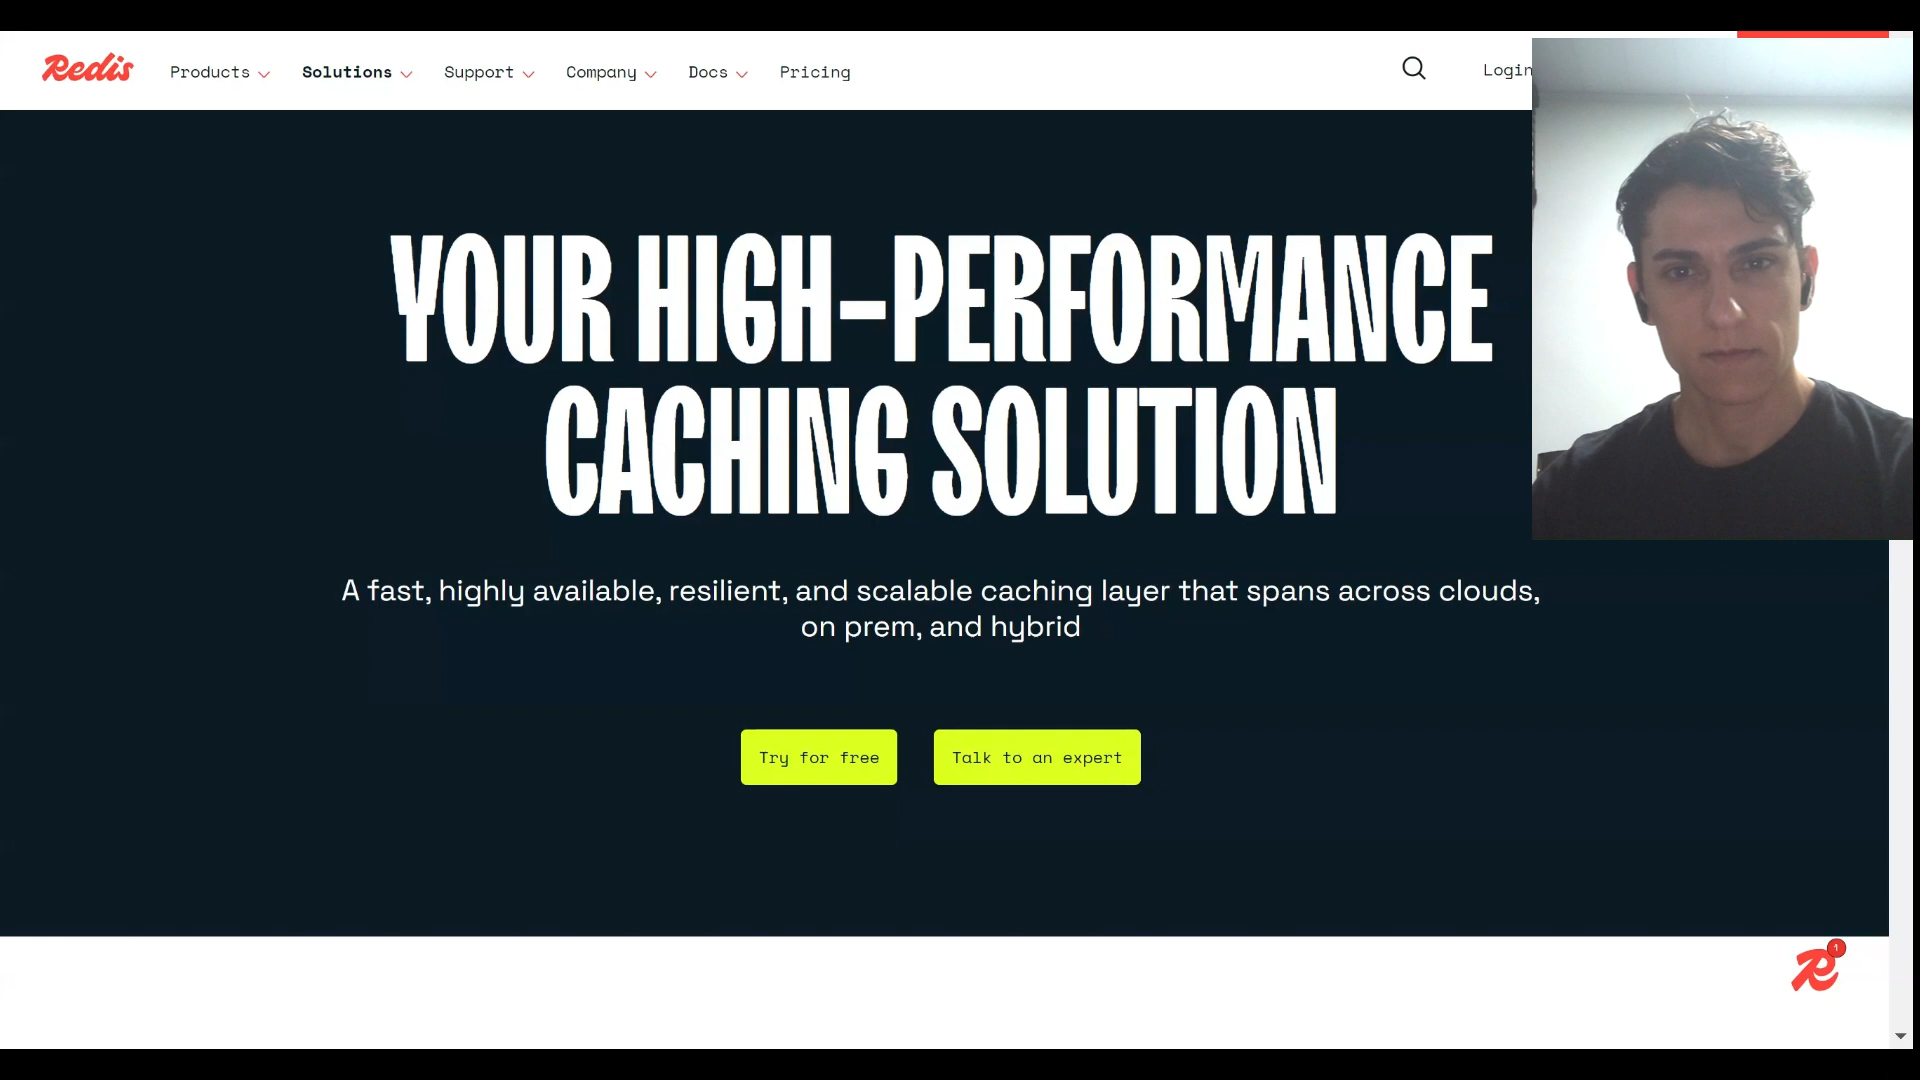 Redis Products Solutions Support Company Docs Pricing Login
YOUR HIGH-PERFORMANCE
CACHING SOLUTION
A fast, highly available, resilient, and scalable caching layer that spans across clouds,
on prem, and hybrid
Try for free Talk to an expert
1